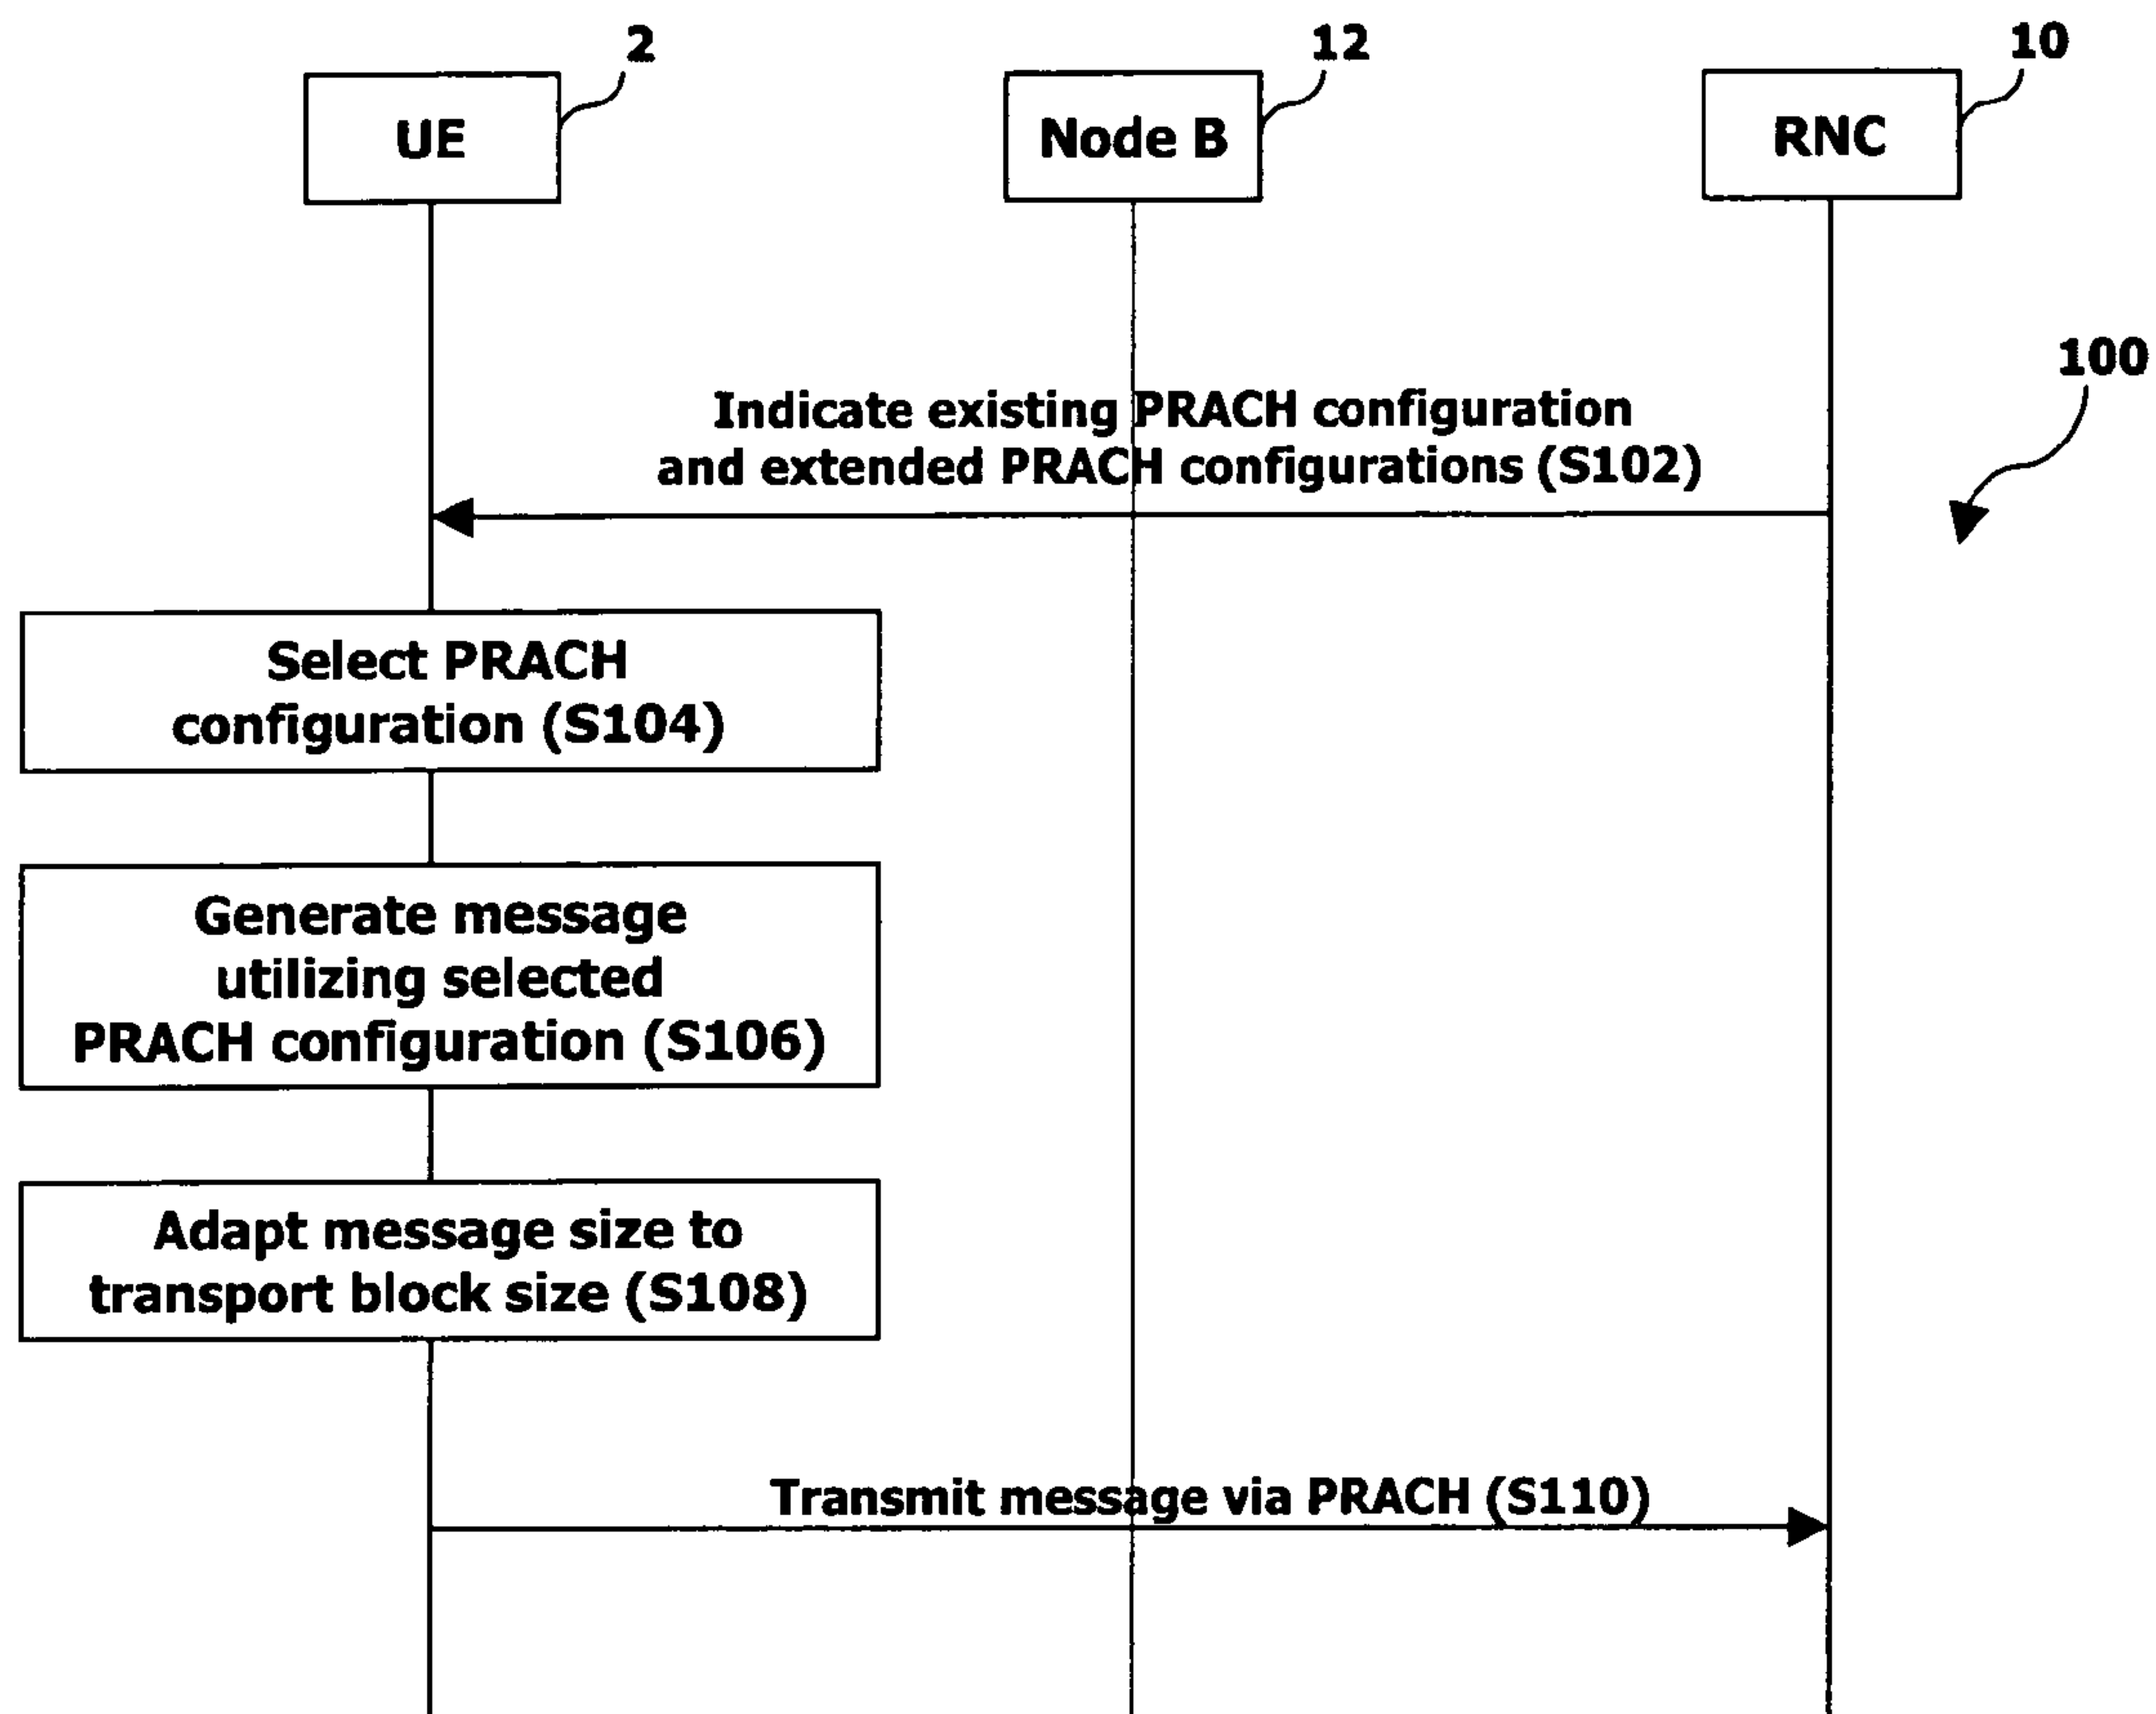 2
12
10
UE
Node B
RNC
100
Indicate existing PRACH configuration
and extended PRACH configurations (S102)
Select PRACH
configuration (S104)
Generate message
utilizing selected
PRACH configuration (S106)
Adapt message size to
transport block size (S108)
Transmit message via PRACH (S110)